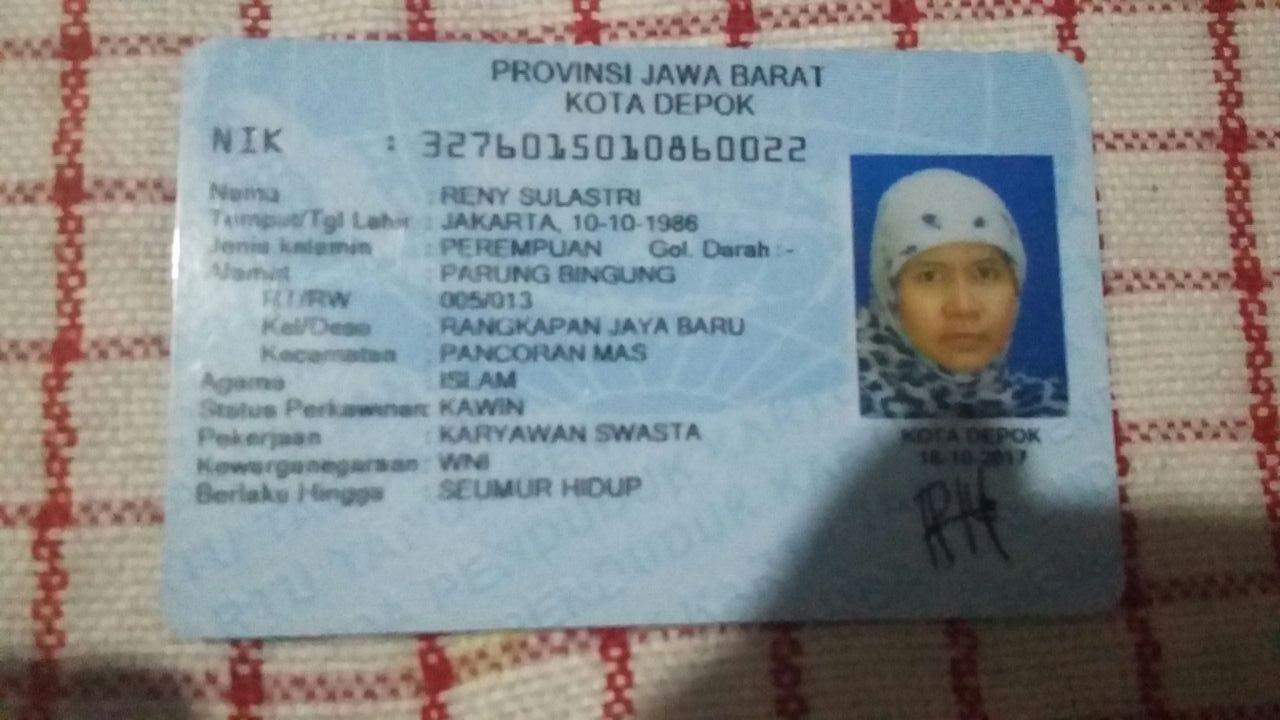 PROVINSI JAWA BARAT
KOTA DEPOK
NIK : 3276015010860022
Nama : RENY SULASTRI
Tempat/Tgl Lahir : JAKARTA, 10-10-1986
Jenis kelamin : PEREMPUAN Gol. Darah : -
Alamat : PARUNG BINGUNG
RT/RW : 005/013
Kel/Desa : RANGKAPAN JAYA BARU
Kecamatan : PANCORAN MAS
Agama : ISLAM
Status Perkawinan: KAWIN
Pekerjaan : KARYAWAN SWASTA
Kewarganegaraan: WNI
Berlaku Hingga : SEUMUR HIDUP
KOTA DEPOK
18-10-2017